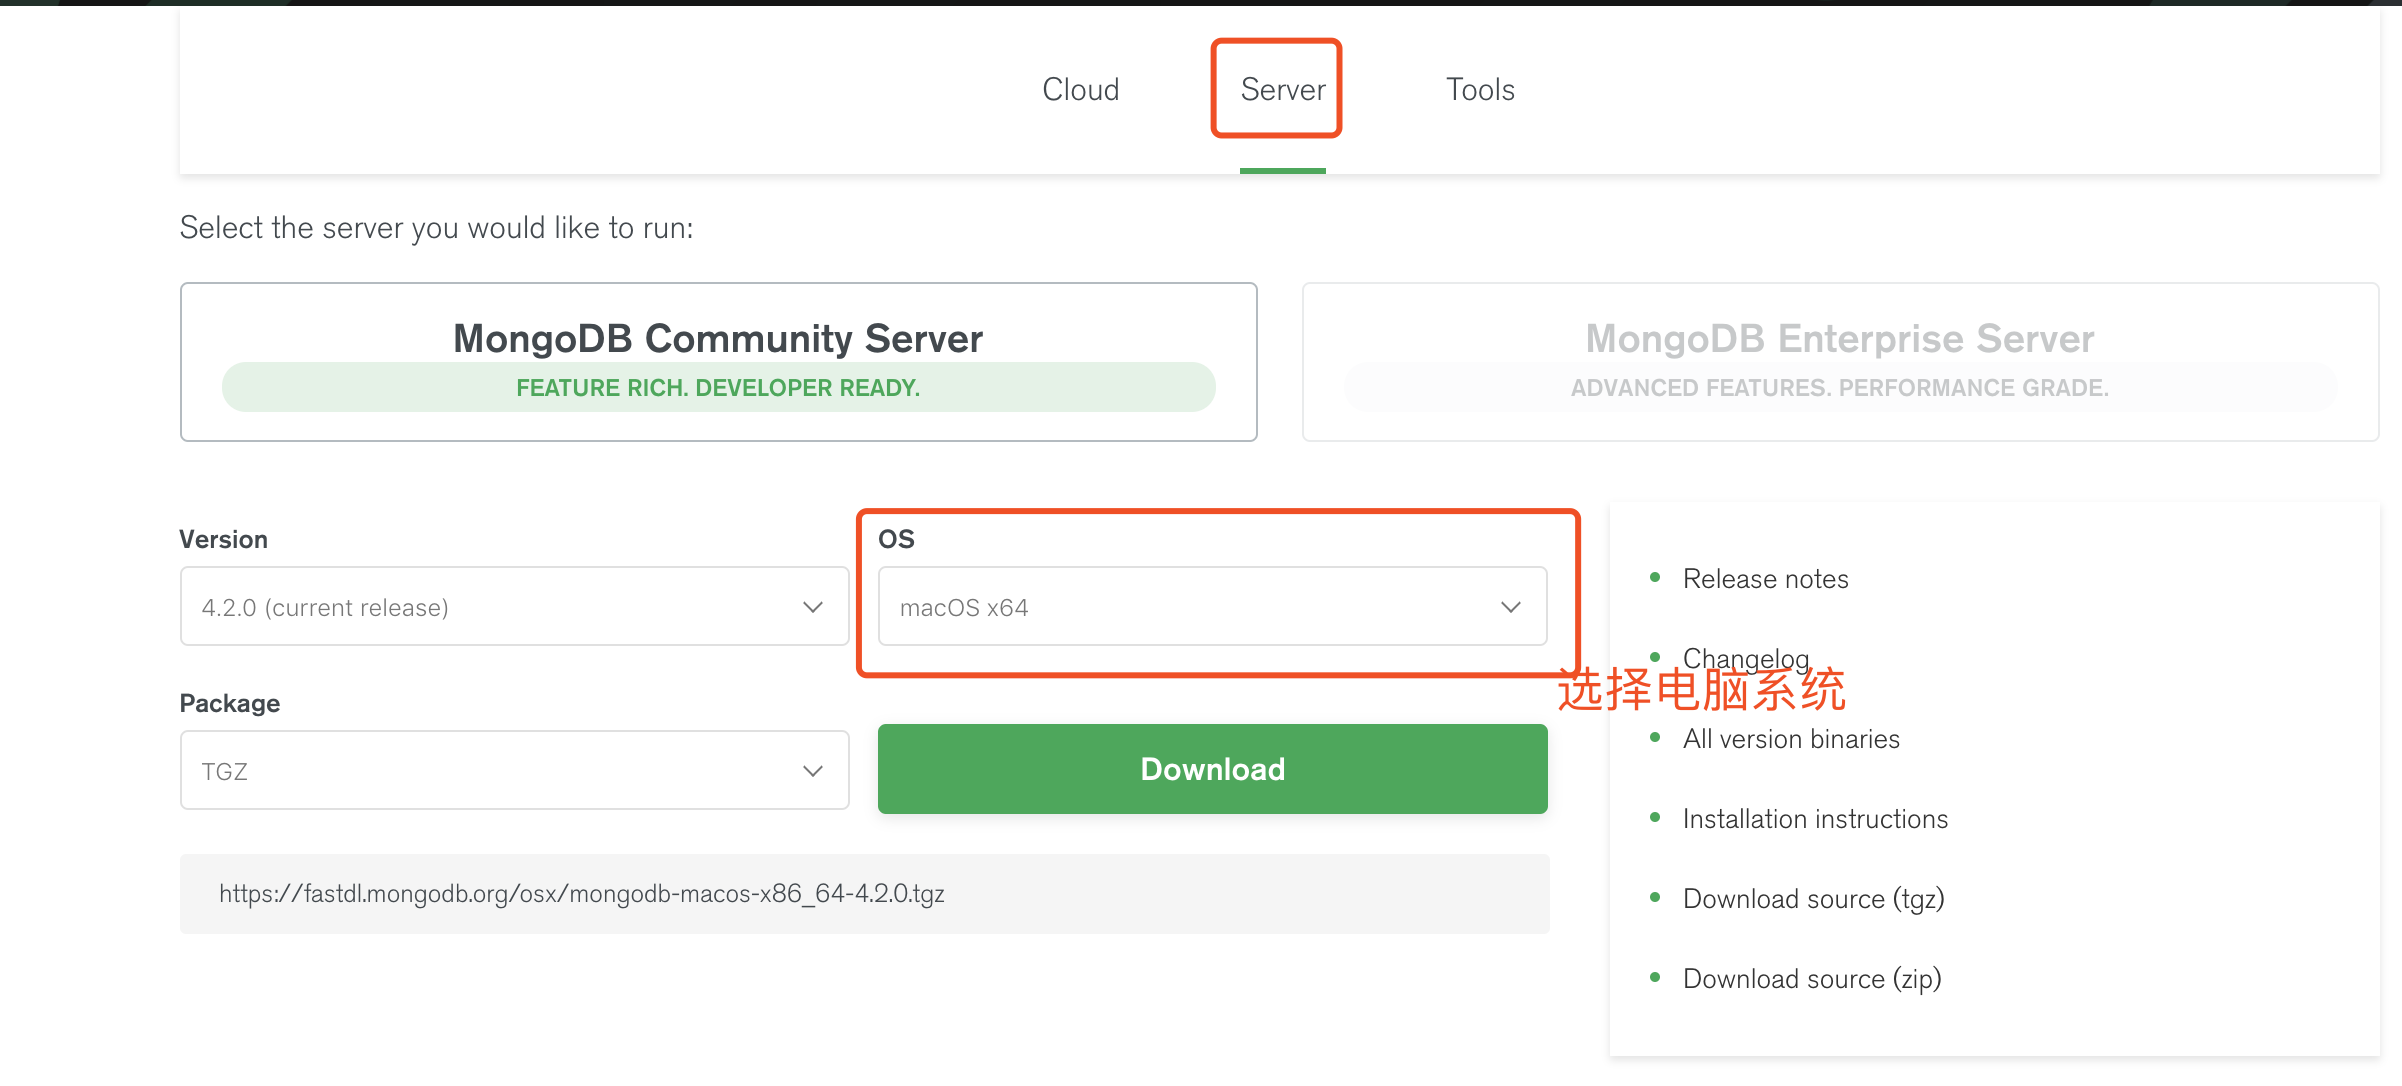 Cloud Server Tools
Select the server you would like to run:
MongoDB Community Server
FEATURE RICH. DEVELOPER READY.
MongoDB Enterprise Server
ADVANCED FEATURES. PERFORMANCE GRADE.
Version
4.2.0 (current release)
OS
macOS x64
选择电脑系统
Package
TGZ
Download
https://fastdl.mongodb.org/osx/mongodb-macos-x86_64-4.2.0.tgz
Release notes
Changelog
All version binaries
Installation instructions
Download source (tgz)
Download source (zip)